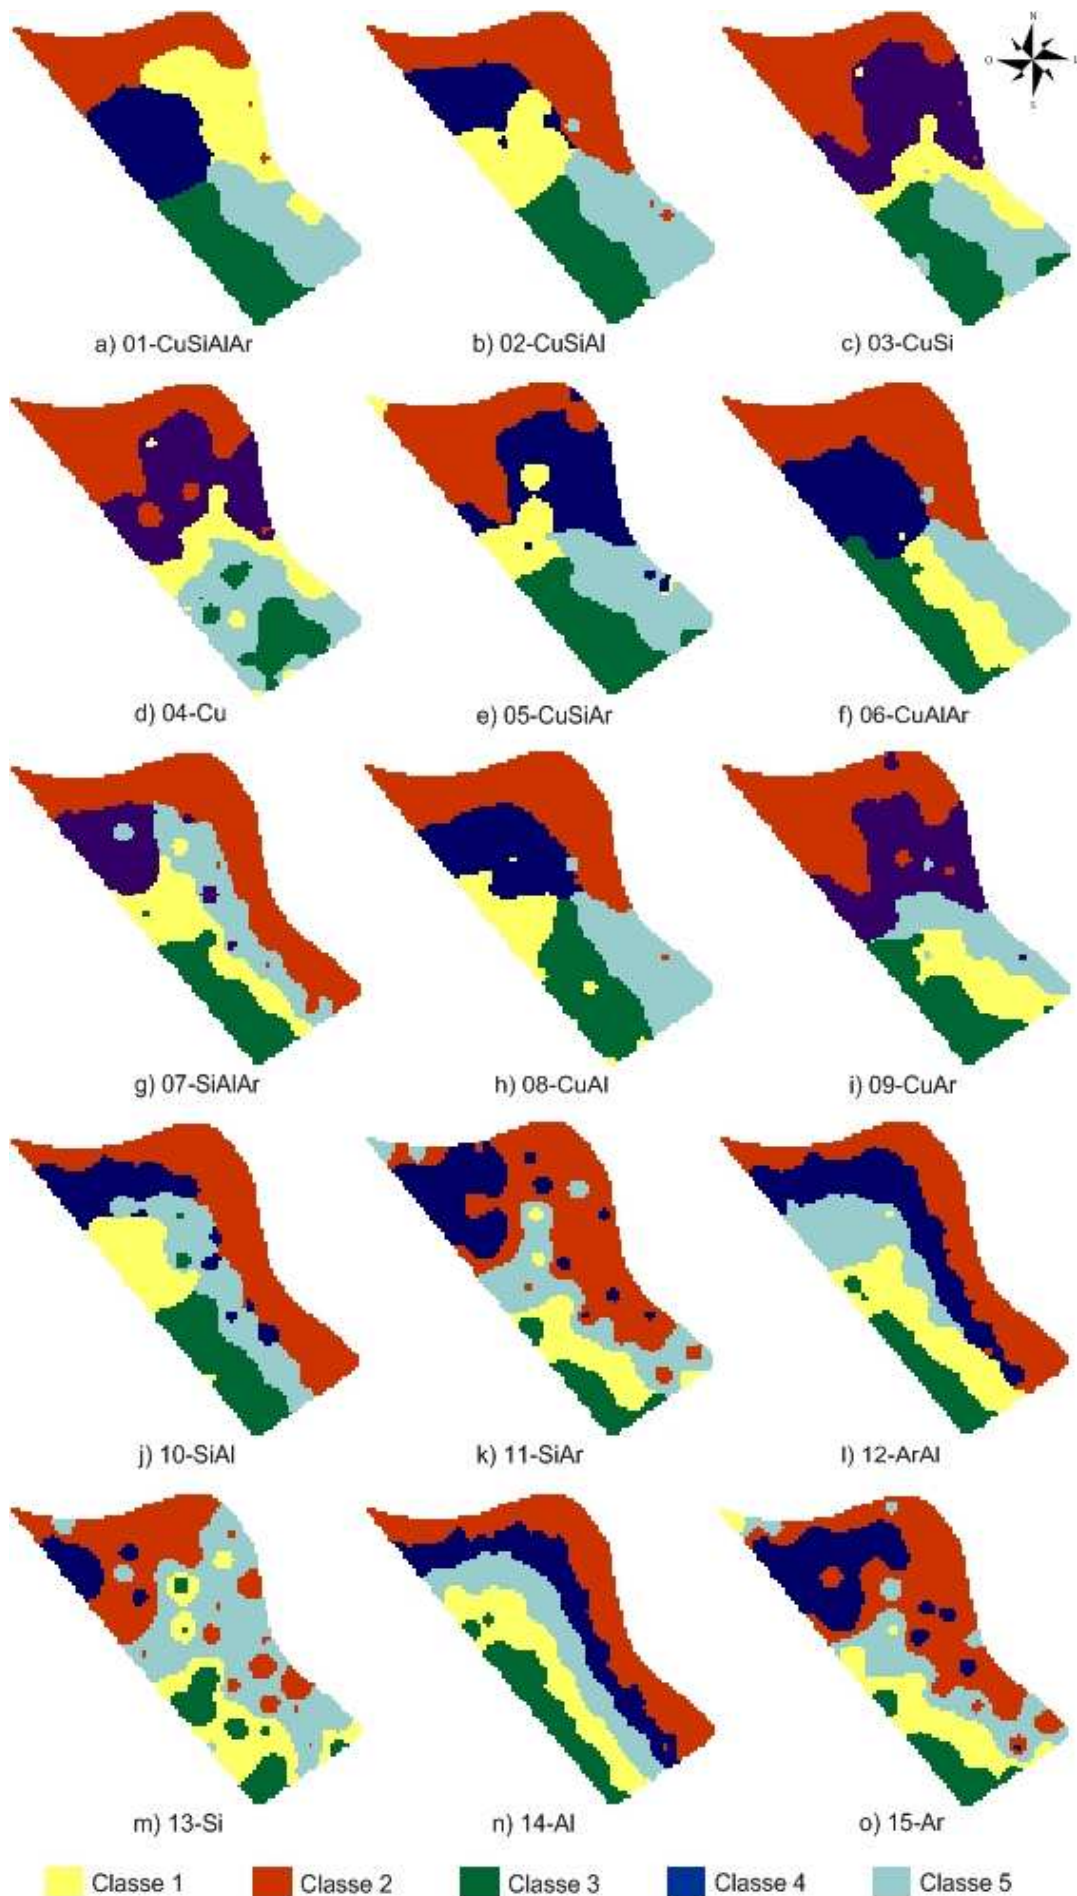 N
O L
S
a) 01-CuSiAlAr
b) 02-CuSiAl
c) 03-CuSi
d) 04-Cu
e) 05-CuSiAr
f) 06-CuAlAr
g) 07-SiAlAr
h) 08-CuAl
i) 09-CuAr
j) 10-SiAl
k) 11-SiAr
l) 12-ArAl
m) 13-Si
n) 14-Al
o) 15-Ar
Classe 1 Classe 2 Classe 3 Classe 4 Classe 5